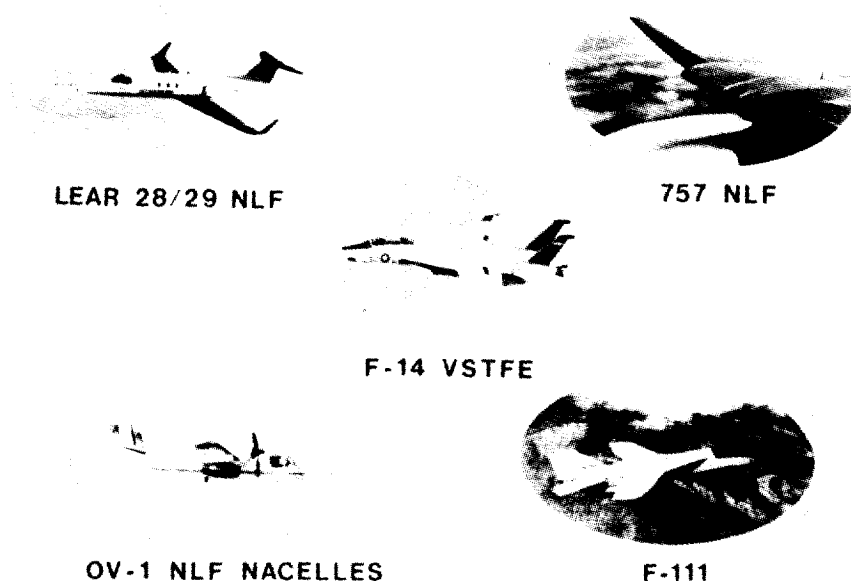 LEAR 28/29 NLF
757 NLF
F-14 VSTFE
OV-1 NLF NACELLES
F-111